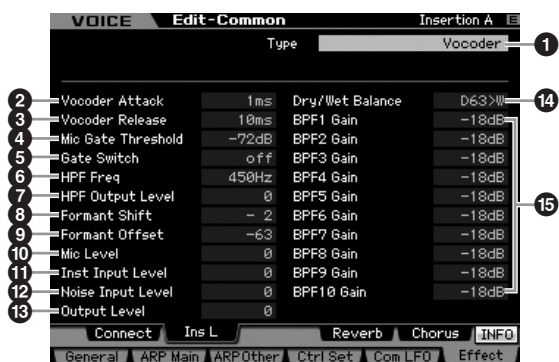 VOICE Edit-Common Insertion A E
Type Vocoder 1
2 Vocoder Attack 1ms Dry/Wet Balance D63>W 14
3 Vocoder Release 10ms BPF1 Gain -18dB
4 Mic Gate Threshold -72dB BPF2 Gain -18dB
5 Gate Switch off BPF3 Gain -18dB
6 HPF Freq 450Hz BPF4 Gain -18dB
7 HPF Output Level 0 BPF5 Gain -18dB
8 Formant Shift - 2 BPF6 Gain -18dB 15
9 Formant Offset -63 BPF7 Gain -18dB
10 Mic Level 0 BPF8 Gain -18dB
11 Inst Input Level 0 BPF9 Gain -18dB
12 Noise Input Level 0 BPF10 Gain -18dB
13 Output Level 0
Connect Ins L Reverb Chorus INFO
General ARP Main ARP Other Ctrl Set Com LFO Effect